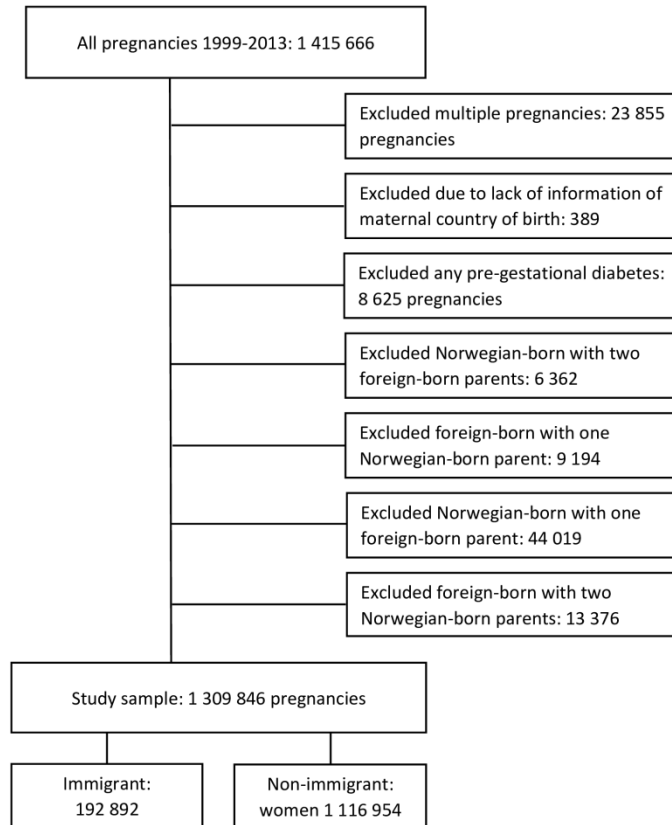 All pregnancies 1999-2013: 1 415 666
Excluded multiple pregnancies: 23 855
pregnancies
Excluded due to lack of information of
maternal country of birth: 389
Excluded any pre-gestational diabetes:
8 625 pregnancies
Excluded Norwegian-born with two
foreign-born parents: 6 362
Excluded foreign-born with one
Norwegian-born parent: 9 194
Excluded Norwegian-born with one
foreign-born parent: 44 019
Excluded foreign-born with two
Norwegian-born parents: 13 376
Study sample: 1 309 846 pregnancies
Immigrant:
192 892
Non-immigrant:
women 1 116 954